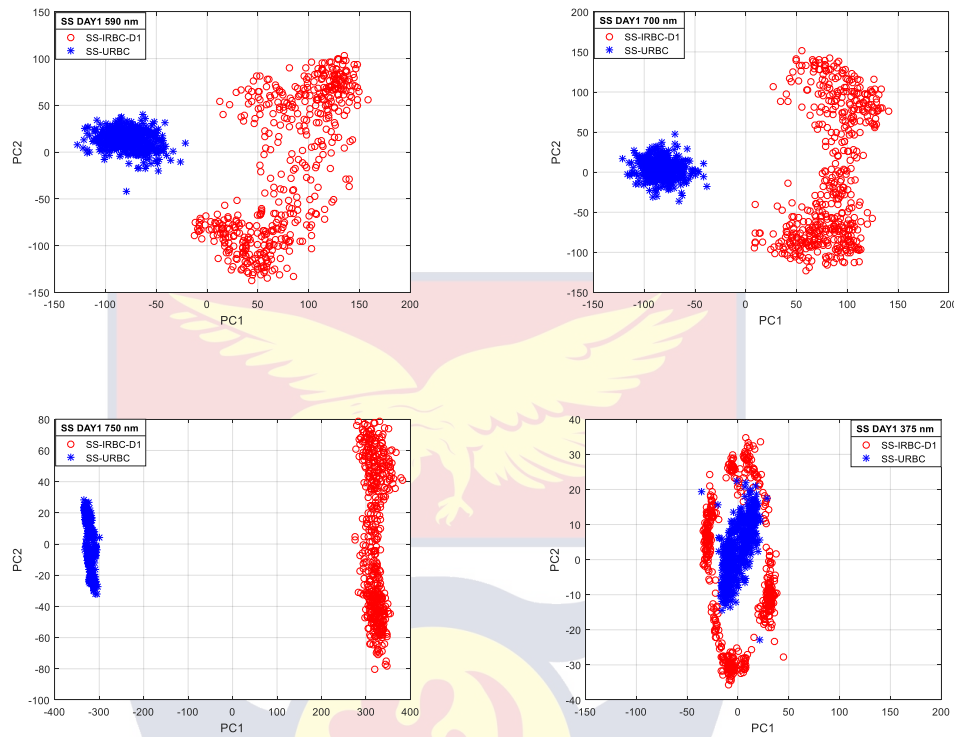 SS DAY1 590 nm
SS-IRBC-D1
SS-URBC
150
100
50
0
-50
-100
-150
PC2
-150 -100 -50 0 50 100 150 200
PC1
SS DAY1 700 nm
SS-IRBC-D1
SS-URBC
200
150
100
50
0
-50
-100
-150
PC2
-150 -100 -50 0 50 100 150 200
PC1
SS DAY1 750 nm
SS-IRBC-D1
SS-URBC
80
60
40
20
0
-20
-40
-60
-80
-100
PC2
-400 -300 -200 -100 0 100 200 300 400
PC1
SS DAY1 375 nm
SS-IRBC-D1
SS-URBC
40
30
20
10
0
-10
-20
-30
-40
PC2
-150 -100 -50 0 50 100 150 200
PC1